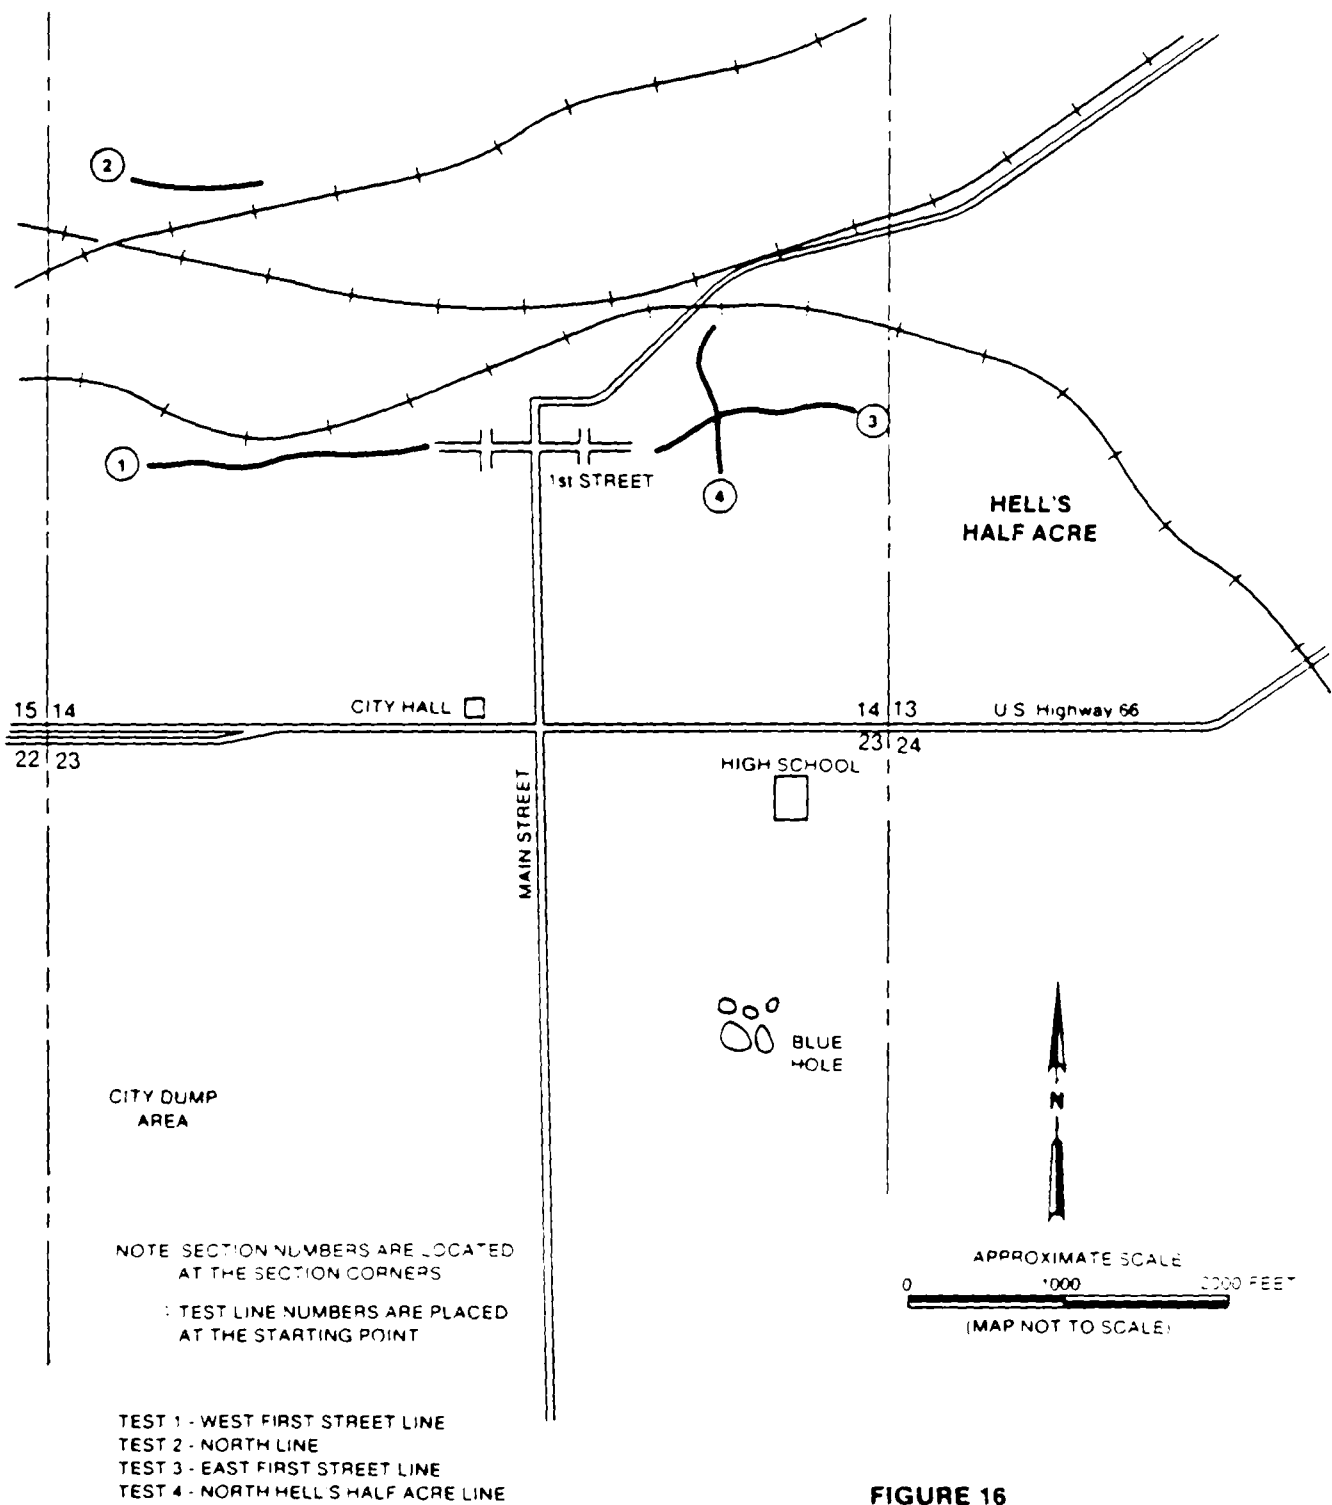 2
1
3
4
1st STREET
HELL'S
HALF ACRE
15 14
CITY HALL
14 13
U.S. Highway 66
22 23
23 24
HIGH SCHOOL
MAIN STREET
BLUE
HOLE
CITY DUMP
AREA
N
NOTE SECTION NUMBERS ARE LOCATED
AT THE SECTION CORNERS
: TEST LINE NUMBERS ARE PLACED
AT THE STARTING POINT
APPROXIMATE SCALE
0 1000 2000 FEET
(MAP NOT TO SCALE)
TEST 1 - WEST FIRST STREET LINE
TEST 2 - NORTH LINE
TEST 3 - EAST FIRST STREET LINE
TEST 4 - NORTH HELL S HALF ACRE LINE
FIGURE 16